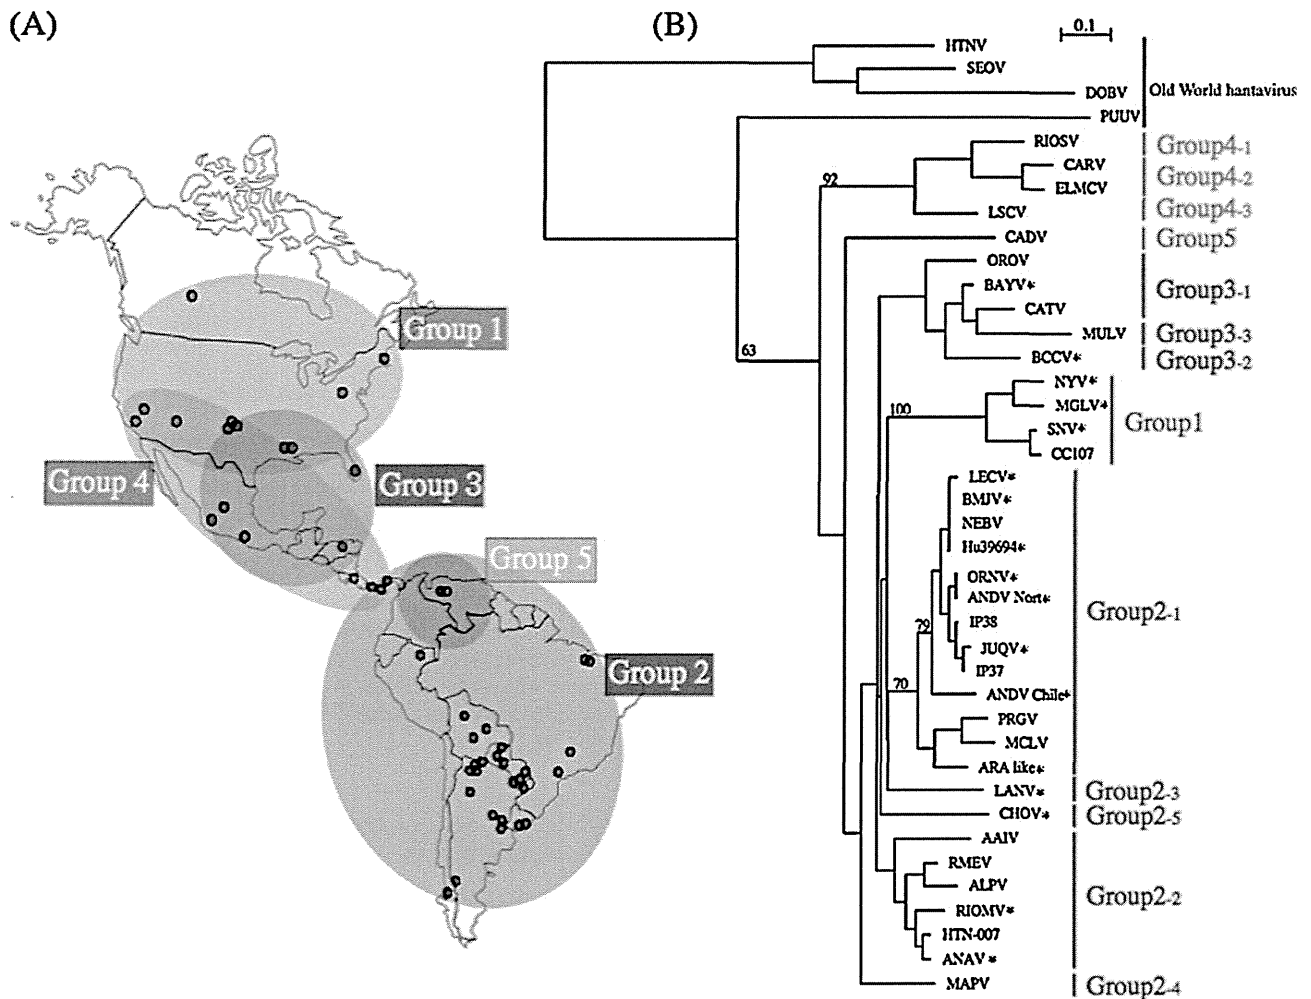 (A)
Group 1
Group 4
Group 3
Group 5
Group 2
(B)
0.1
HTNV
SEOV
DOBV
Old World hantavirus
PUUV
RIOSV
Group4-1
CARV
Group4-2
ELMCV
92
LSCV
Group4-3
CADV
Group5
OROV
BAYV*
Group3-1
CATV
MULV
Group3-3
63
BCCV*
Group3-2
NYV*
100
MGLV*
Group1
SNV*
CC107
LECV*
BMJV*
NEBV
Hu39694*
ORNV*
ANDV Nort*
Group2-1
79
IP38
JUQV*
IP37
70
ANDV Chile*
PRGV
MCLV
ARA like*
LANV*
Group2-3
CHOV*
Group2-5
AAIV
RMEV
ALPV
Group2-2
RIOMV*
HTN-007
ANAV*
MAPV
Group2-4